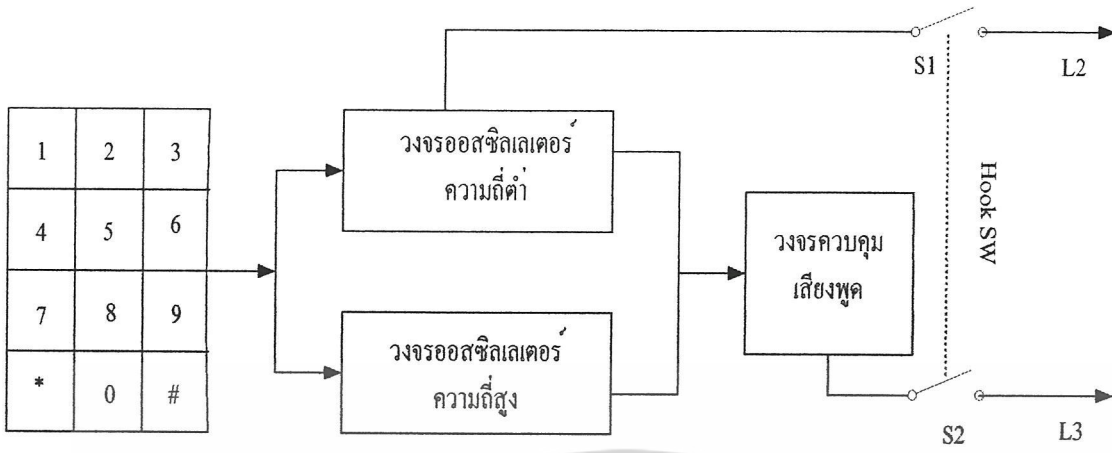 S1
L2
1 2 3
4 5 6
7 8 9
* 0 #
วงจรออสซิลเลเตอร์
ความถี่ต่ำ
วงจรออสซิลเลเตอร์
ความถี่สูง
วงจรควบคุม
เสียงพูด
Hook SW
S2
L3